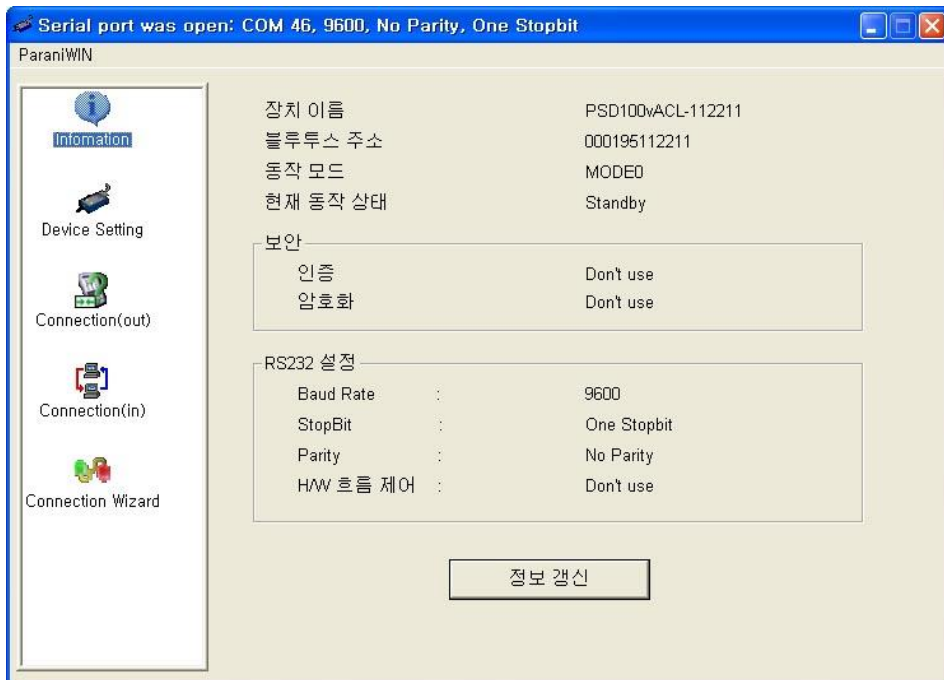 Serial port was open: COM 46, 9600, No Parity, One Stopbit
ParaniWIN
Infomation
Device Setting
Connection(out)
Connection(in)
Connection Wizard
장치 이름 PSD100vACL-112211
블루투스 주소 000195112211
동작 모드 MODE0
현재 동작 상태 Standby
보안
인증 Don't use
암호화 Don't use
RS232 설정
Baud Rate : 9600
StopBit : One Stopbit
Parity : No Parity
H/W 흐름 제어 : Don't use
정보 갱신